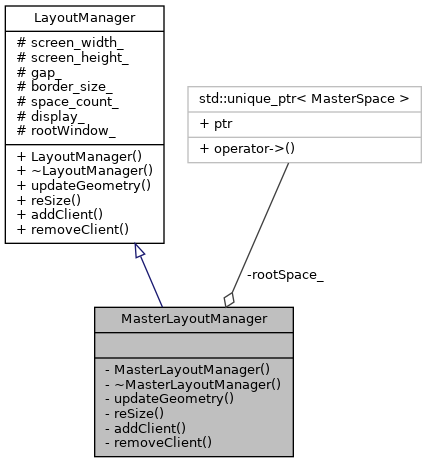 LayoutManager
# screen_width_
# screen_height_
# gap_
# border_size_
# space_count_
# display_
# rootWindow_
+ LayoutManager()
+ ~LayoutManager()
+ updateGeometry()
+ reSize()
+ addClient()
+ removeClient()
std::unique_ptr< MasterSpace >
+ ptr
+ operator->()
-rootSpace_
MasterLayoutManager
- MasterLayoutManager()
- ~MasterLayoutManager()
- updateGeometry()
- reSize()
- addClient()
- removeClient()